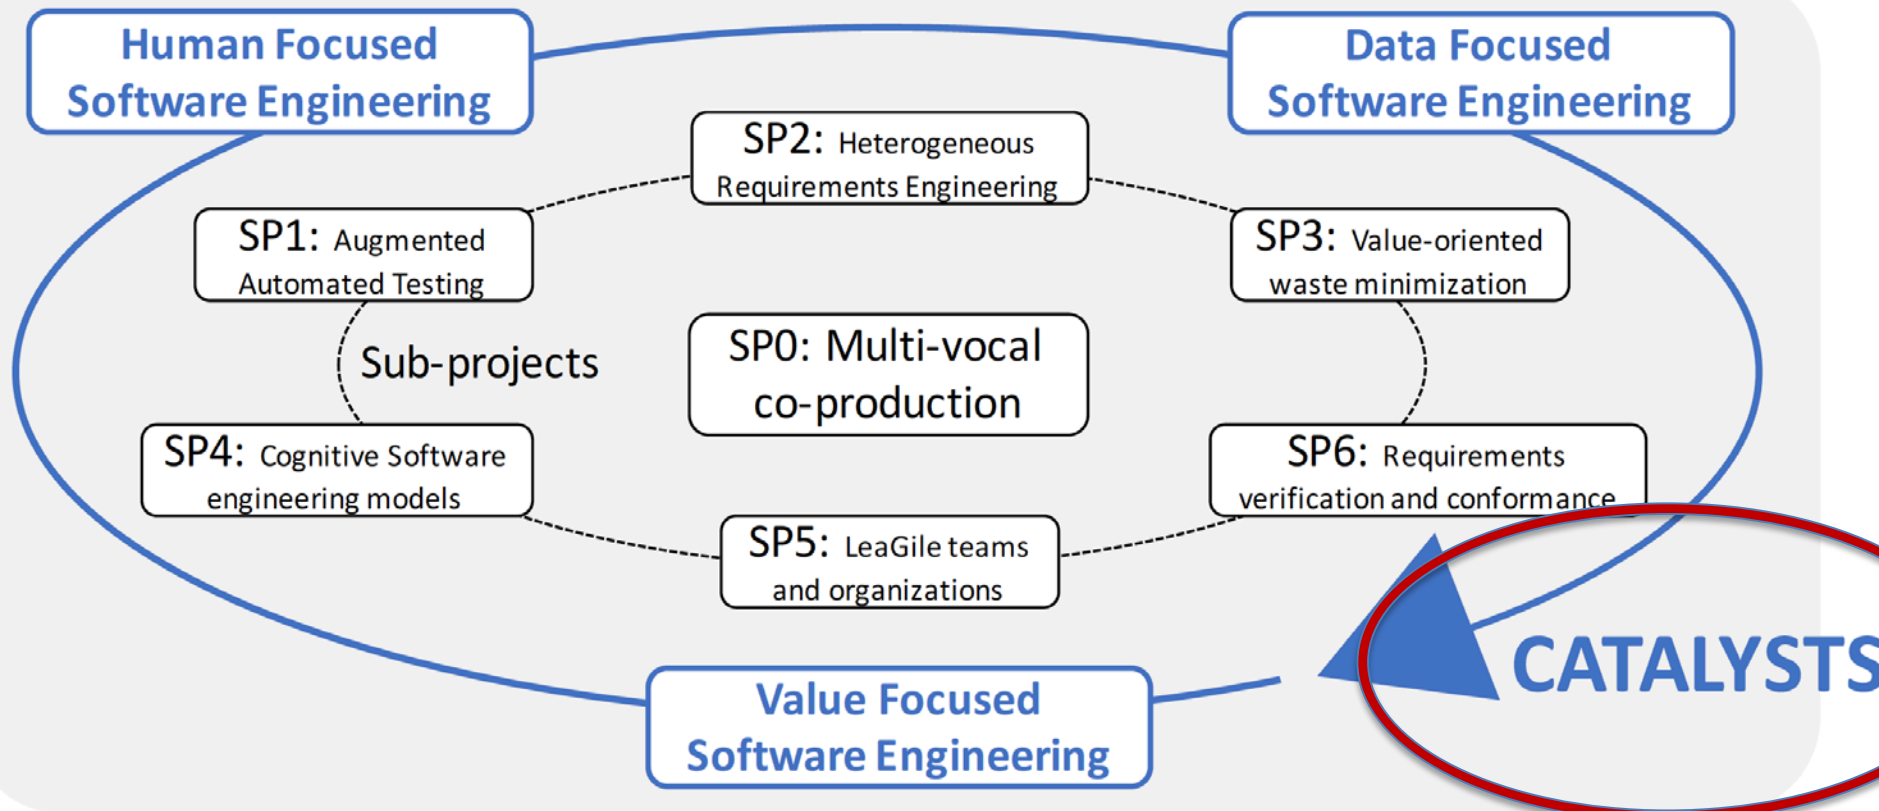 Human Focused
Software Engineering
Data Focused
Software Engineering
SP2: Heterogeneous
Requirements Engineering
SP1: Augmented
Automated Testing
SP3: Value-oriented
waste minimization
Sub-projects
SP0: Multi-vocal
co-production
SP4: Cognitive Software
engineering models
SP6: Requirements
verification and conformance
SP5: LeaGile teams
and organizations
CATALYSTS
Value Focused
Software Engineering